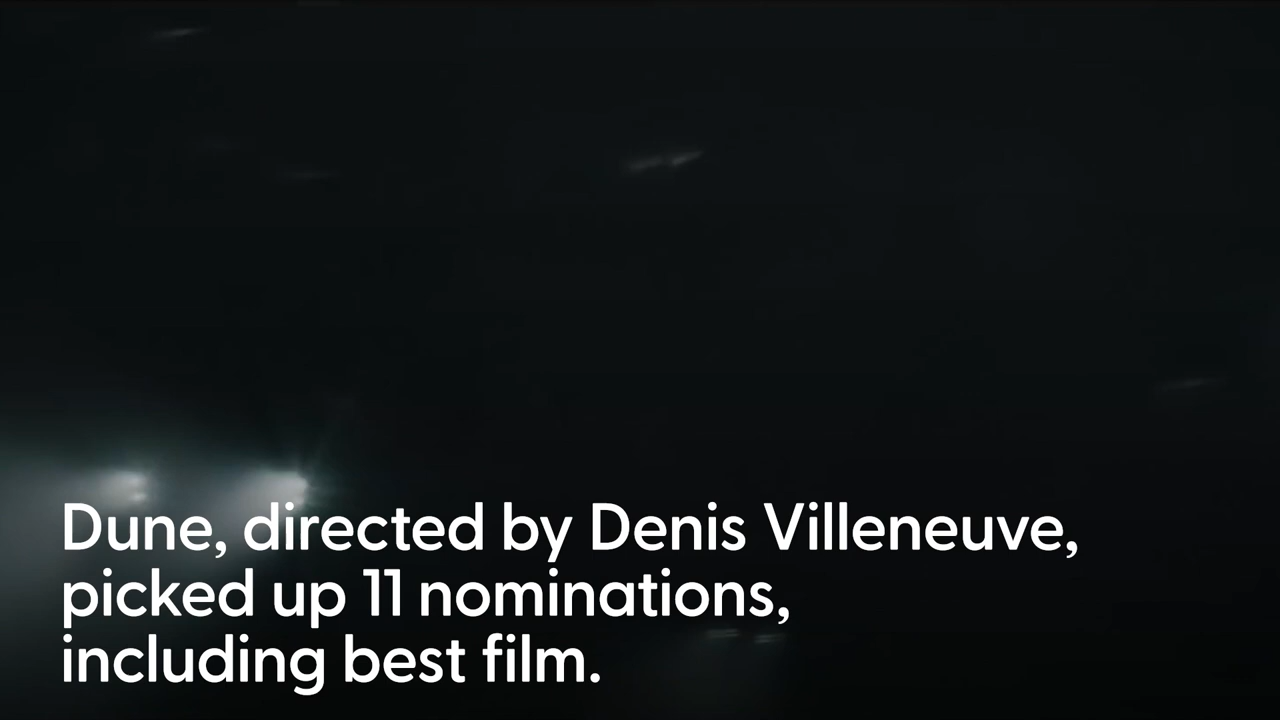 Dune, directed by Denis Villeneuve,
picked up 11 nominations,
including best film.